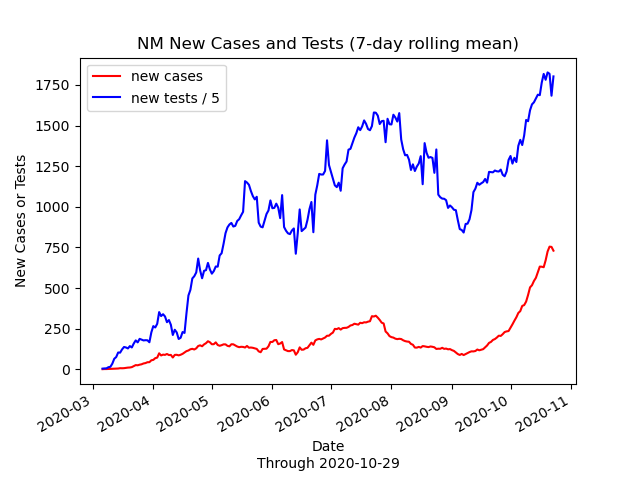 NM New Cases and Tests (7-day rolling mean)
new cases
new tests / 5
1750
1500
1250
1000
750
500
250
0
New Cases or Tests
2020-03
2020-04
2020-05
2020-06
2020-07
2020-08
2020-09
2020-10
2020-11
Date
Through 2020-10-29